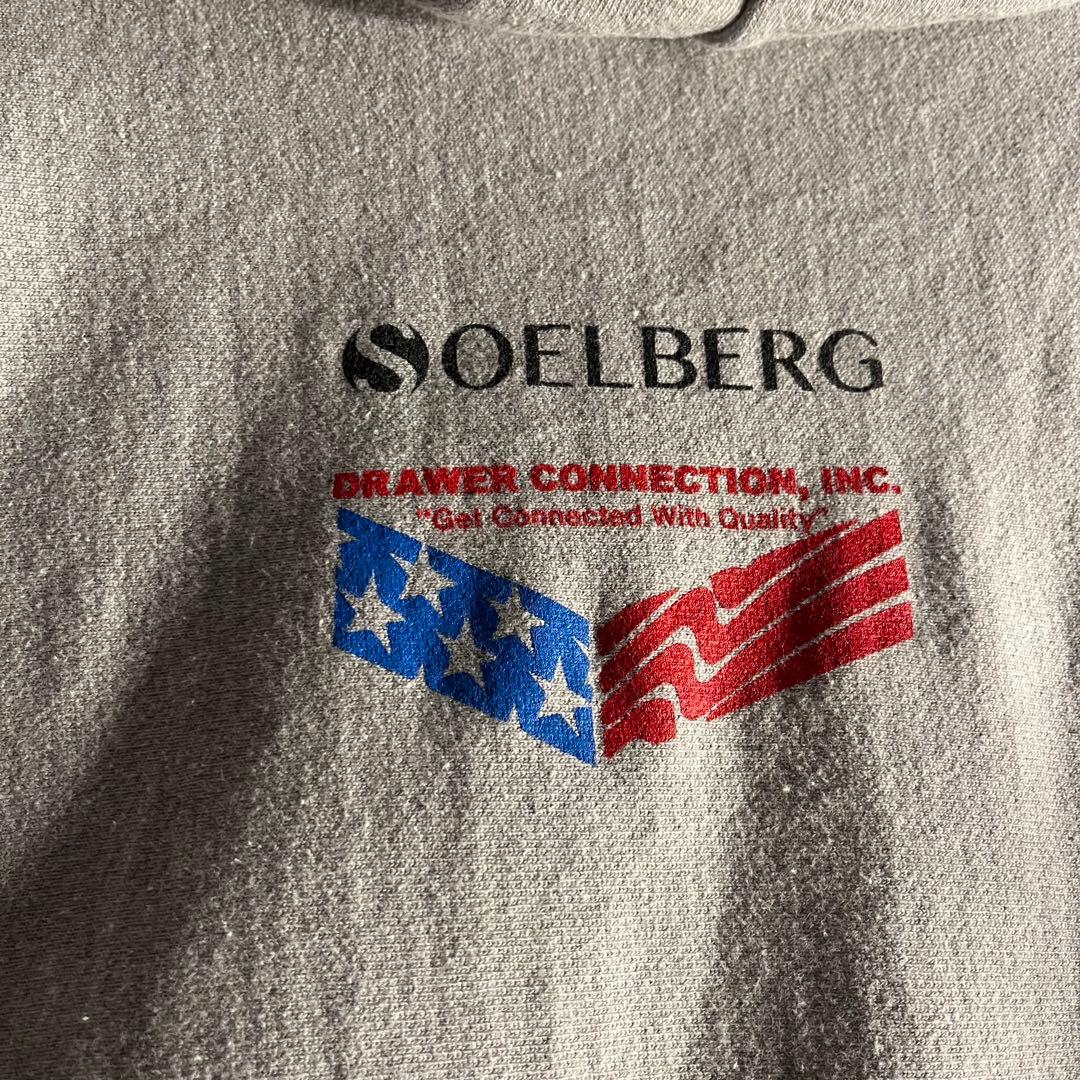 SOELBERG
DRAWER CONNECTION, INC.
"Get Connected With Quality"